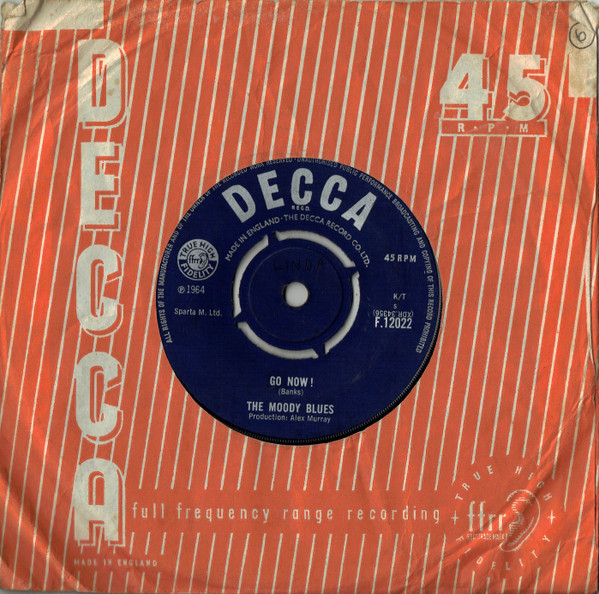 DECCA
45
R·P·M
6
ALL RIGHTS OF THE MANUFACTURER AND OF THE OWNER OF THE RECORDED WORK RESERVED · UNAUTHORISED PUBLIC PERFORMANCE BROADCASTING AND COPYING OF THIS RECORD PROHIBITED
DECCA
REGD.
MADE IN ENGLAND · THE DECCA RECORD CO. LTD.
TRUE HIGH
ffrr
FIDELITY
45 RPM
℗1964
K/T
s
Sparta M. Ltd.
(XDR.34356)
F.12022
GO NOW!
(Banks)
THE MOODY BLUES
Production: Alex Murray
full frequency range recording
TRUE HIGH
ffrr
FIDELITY
MADE IN ENGLAND